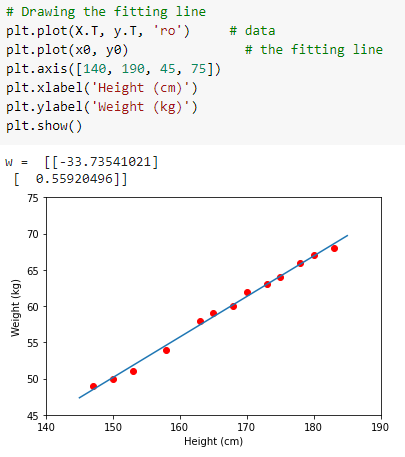 # Drawing the fitting line
plt.plot(X.T, y.T, 'ro')     # data
plt.plot(x0, y0)               # the fitting line
plt.axis([140, 190, 45, 75])
plt.xlabel('Height (cm)')
plt.ylabel('Weight (kg)')
plt.show()
w =  [[-33.73541021]
 [  0.55920496]]
75
70
65
60
55
50
45
Weight (kg)
140 150 160 170 180 190
Height (cm)